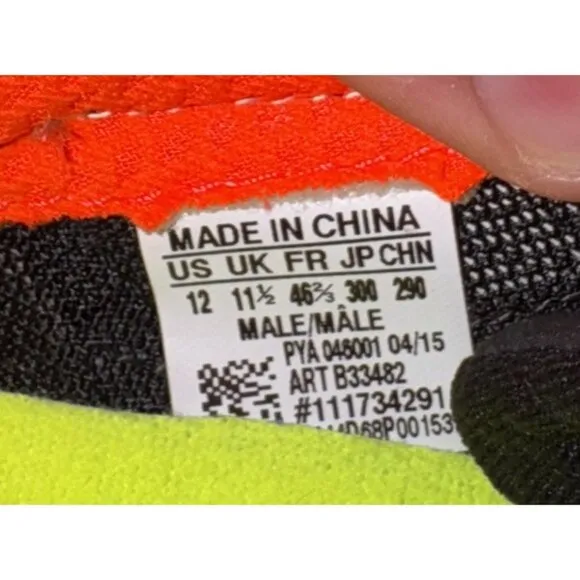 MADE IN CHINA
US UK FR JP CHN
12 11½ 46⅔ 300 290
MALE/MÂLE
PYA 046001 04/15
ART B33482
#111734291